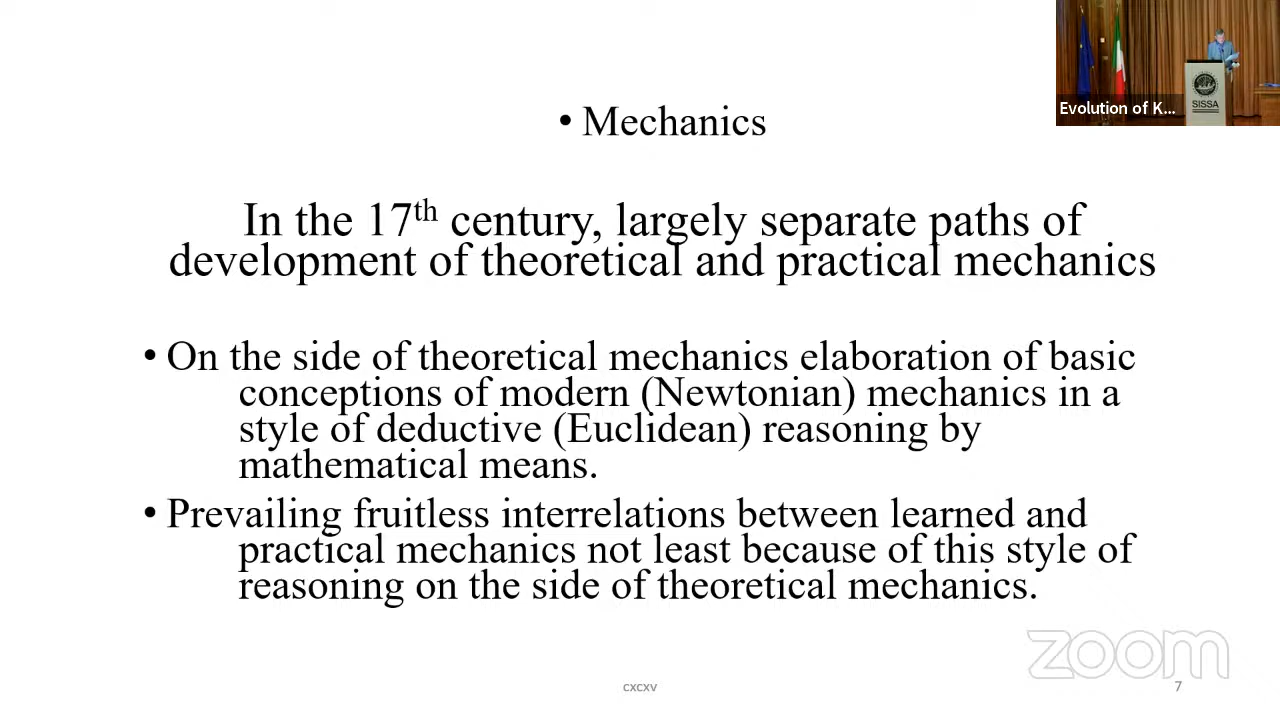 • Mechanics
In the 17th century, largely separate paths of
development of theoretical and practical mechanics
• On the side of theoretical mechanics elaboration of basic
conceptions of modern (Newtonian) mechanics in a
style of deductive (Euclidean) reasoning by
mathematical means.
• Prevailing fruitless interrelations between learned and
practical mechanics not least because of this style of
reasoning on the side of theoretical mechanics.
Evolution of K...
SISSA
zoom
CXCXV
7